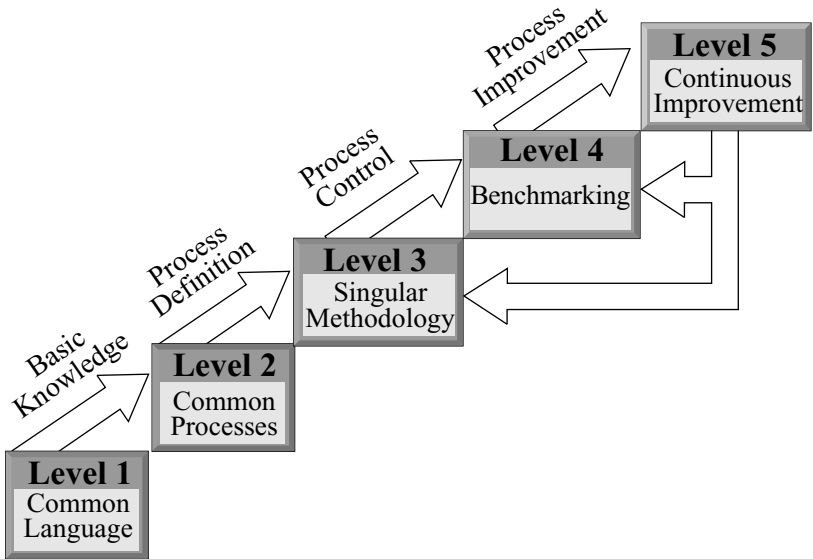 Process
Improvement
Level 5
Continuous
Improvement
Process
Control
Level 4
Benchmarking
Process
Definition
Level 3
Singular
Methodology
Basic
Knowledge
Level 2
Common
Processes
Level 1
Common
Language